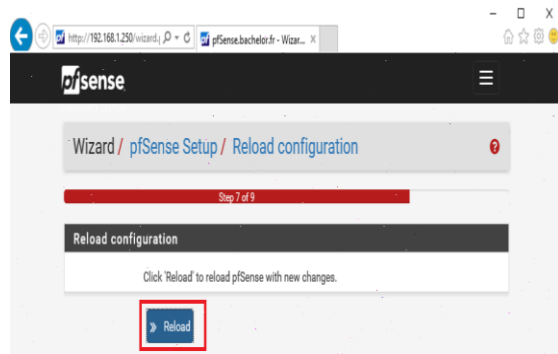 http://192.168.1.250/wizard.
pfSense.bachelor.fr - Wizar...
pfsense
Wizard / pfSense Setup / Reload configuration
Step 7 of 9
Reload configuration
Click 'Reload' to reload pfSense with new changes.
Reload